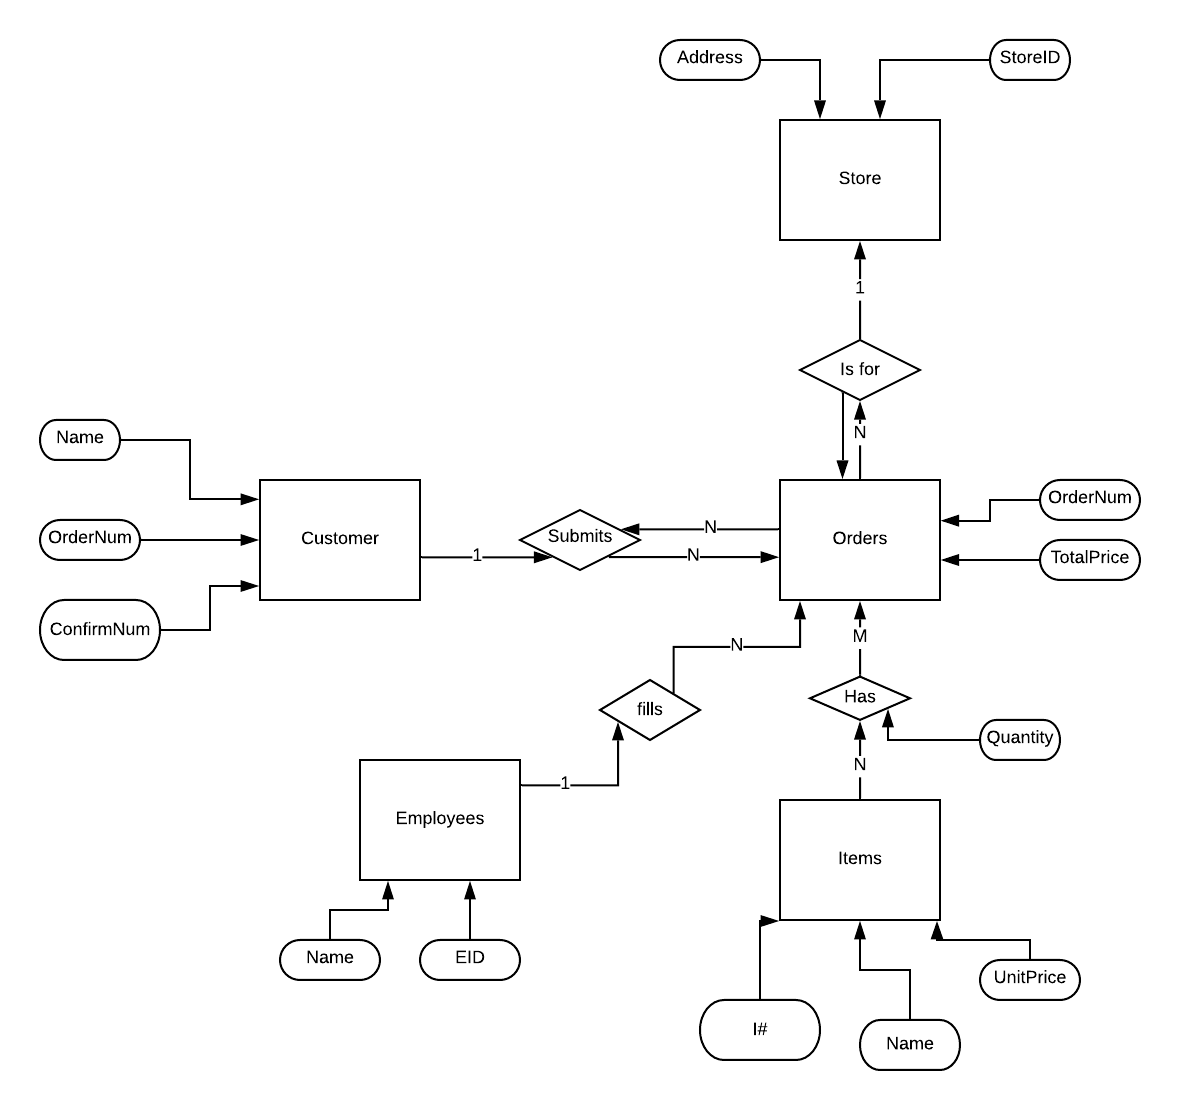 Address
StoreID
Store
1
Is for
N
Name
OrderNum
ConfirmNum
Customer
1
Submits
N
N
Orders
OrderNum
TotalPrice
N
fills
M
Has
Quantity
1
N
Employees
Items
Name
EID
UnitPrice
I#
Name